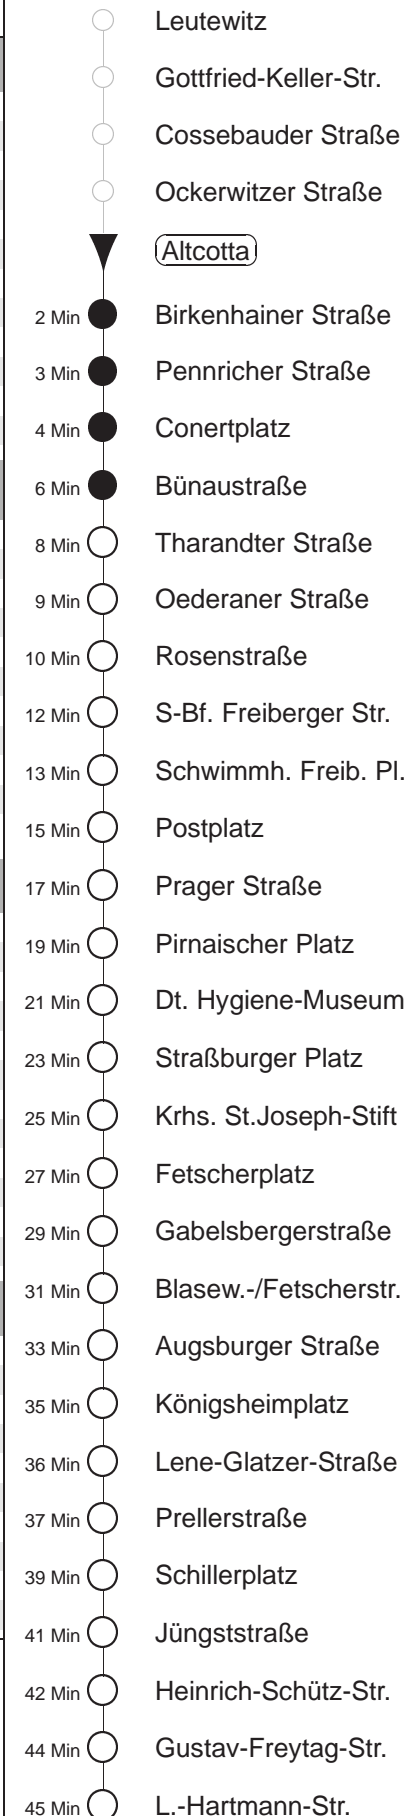 Leutewitz
Gottfried-Keller-Str.
Cossebauder Straße
Ockerwitzer Straße
Altcotta
2 Min Birkenhainer Straße
3 Min Pennricher Straße
4 Min Conertplatz
6 Min Bünaustraße
8 Min Tharandter Straße
9 Min Oederaner Straße
10 Min Rosenstraße
12 Min S-Bf. Freiberger Str.
13 Min Schwimmh. Freib. Pl.
15 Min Postplatz
17 Min Prager Straße
19 Min Pirnaischer Platz
21 Min Dt. Hygiene-Museum
23 Min Straßburger Platz
25 Min Krhs. St.Joseph-Stift
27 Min Fetscherplatz
29 Min Gabelsbergerstraße
31 Min Blasew.-/Fetscherstr.
33 Min Augsburger Straße
35 Min Königsheimplatz
36 Min Lene-Glatzer-Straße
37 Min Prellerstraße
39 Min Schillerplatz
41 Min Jüngststraße
42 Min Heinrich-Schütz-Str.
44 Min Gustav-Freytag-Str.
45 Min L.-Hartmann-Str.